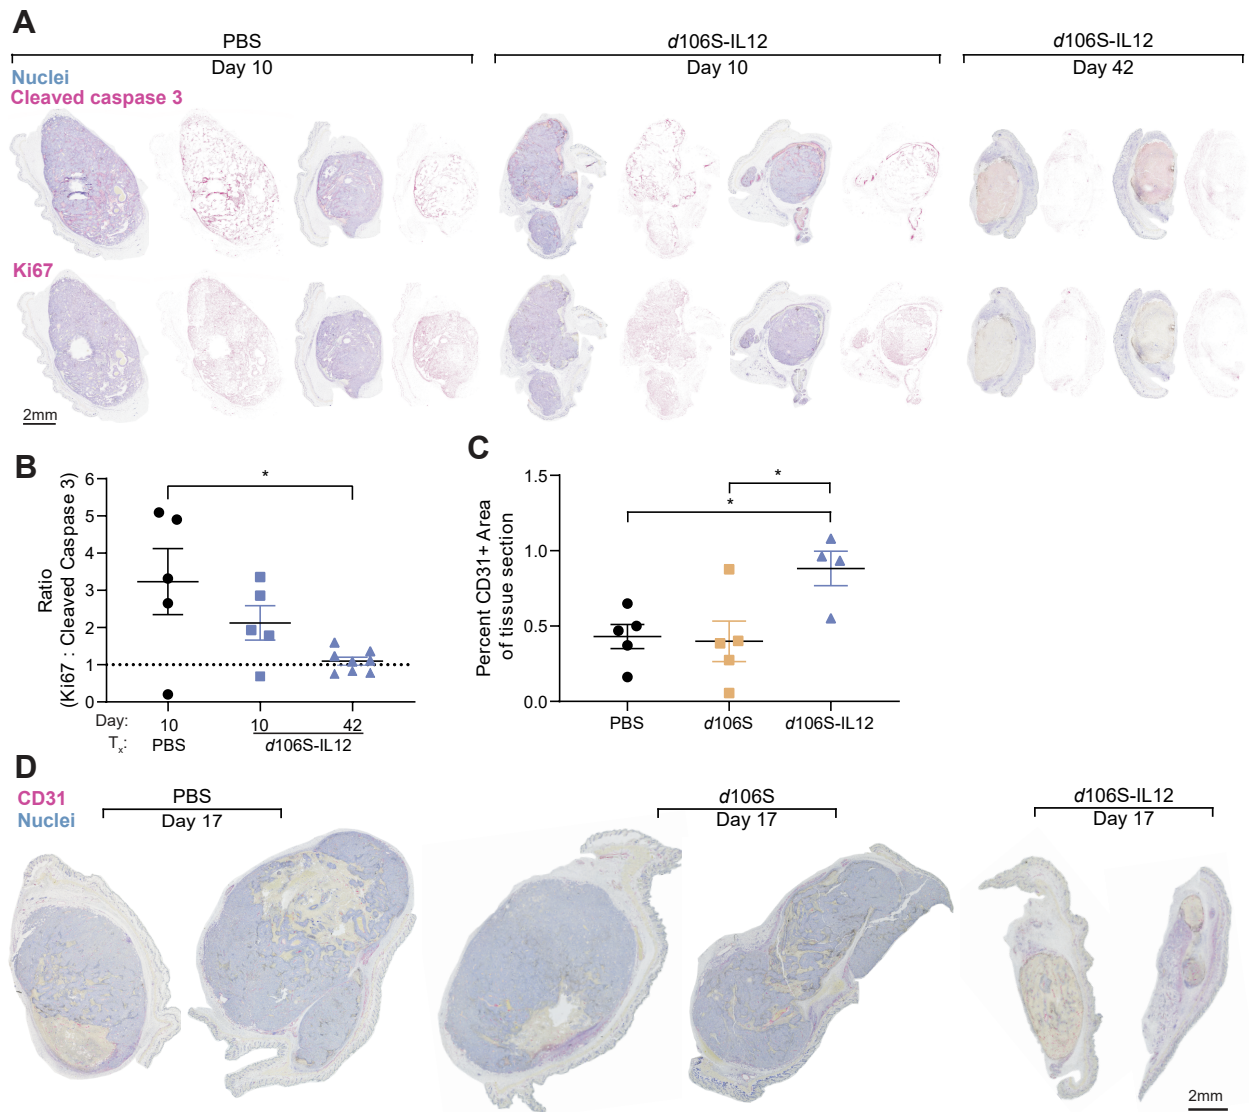 A
PBS
Day 10
d106S-IL12
Day 10
d106S-IL12
Day 42
Nuclei
Cleaved caspase 3
Ki67
2mm
B
Ratio
(Ki67 : Cleaved Caspase 3)
6
5
4
3
2
1
0
*
Day:
10
10
42
Tx:
PBS
d106S-IL12
C
Percent CD31+ Area
of tissue section
1.5
1.0
0.5
0.0
*
*
PBS
d106S
d106S-IL12
D
CD31
Nuclei
PBS
Day 17
d106S
Day 17
d106S-IL12
Day 17
2mm